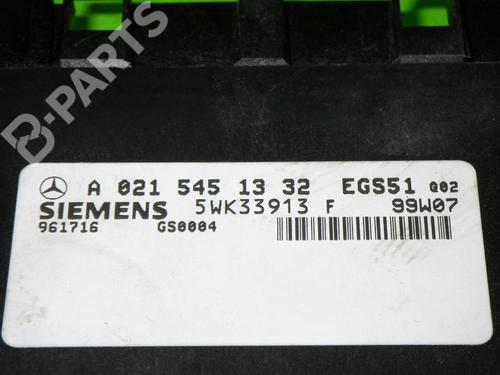 B-PARTS
A 021 545 13 32 EGS51 Q02
SIEMENS 5WK33913 F 99W07
961716 GS0004